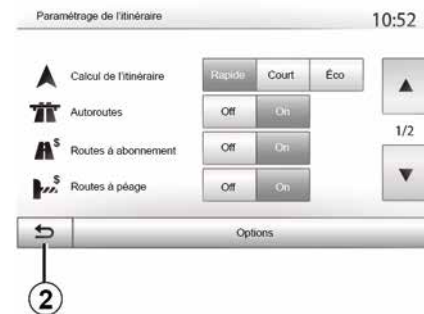 Paramétrage de l'itinéraire 10:52
Calcul de l'itinéraire Rapide Court Éco
Autoroutes Off On
1/2
Routes à abonnement Off On
Routes à péage Off On
Options
2